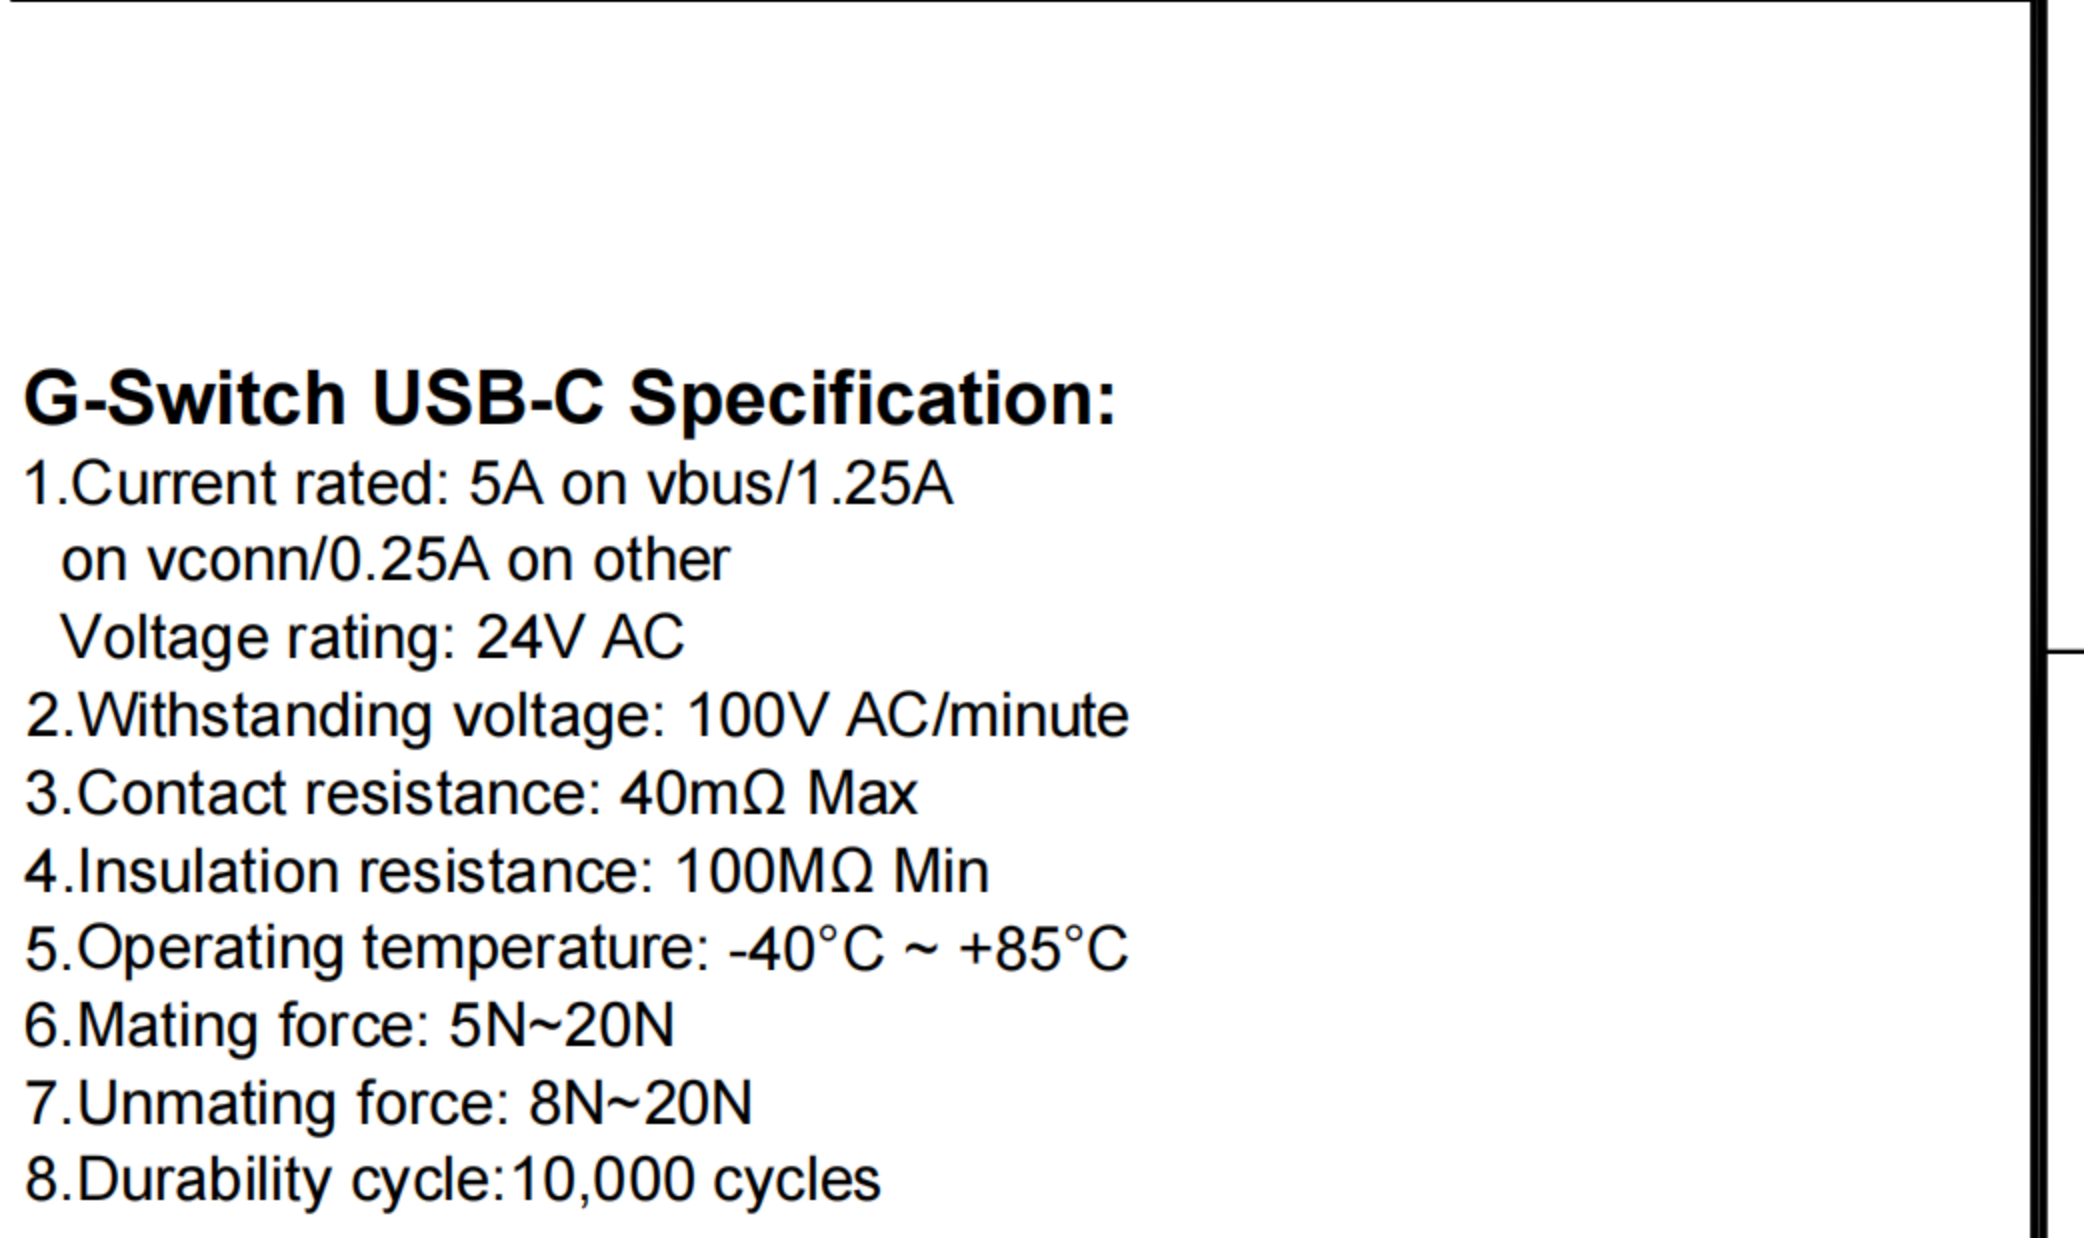 G-Switch USB-C Specification:
1.Current rated: 5A on vbus/1.25A
on vconn/0.25A on other
Voltage rating: 24V AC
2.Withstanding voltage: 100V AC/minute
3.Contact resistance: 40mΩ Max
4.Insulation resistance: 100MΩ Min
5.Operating temperature: -40°C ~ +85°C
6.Mating force: 5N~20N
7.Unmating force: 8N~20N
8.Durability cycle:10,000 cycles